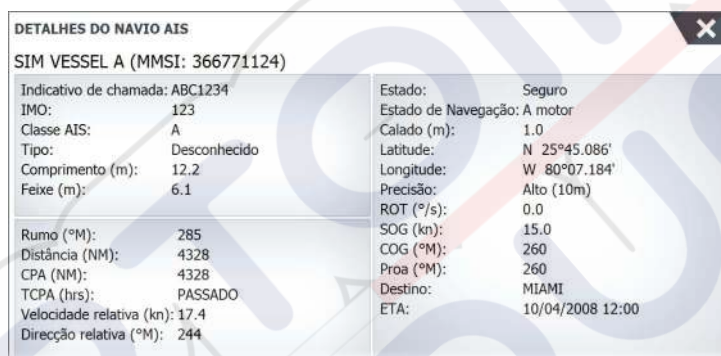 DETALHES DO NAVIO AIS
SIM VESSEL A (MMSI: 366771124)
Indicativo de chamada: ABC1234
IMO: 123
Classe AIS: A
Tipo: Desconhecido
Comprimento (m): 12.2
Feixe (m): 6.1
Rumo (°M): 285
Distância (NM): 4328
CPA (NM): 4328
TCPA (hrs): PASSADO
Velocidade relativa (kn): 17.4
Direcção relativa (°M): 244
Estado: Seguro
Estado de Navegação: A motor
Calado (m): 1.0
Latitude: N 25°45.086'
Longitude: W 80°07.184'
Precisão: Alto (10m)
ROT (°/s): 0.0
SOG (kn): 15.0
COG (°M): 260
Proa (°M): 260
Destino: MIAMI
ETA: 10/04/2008 12:00